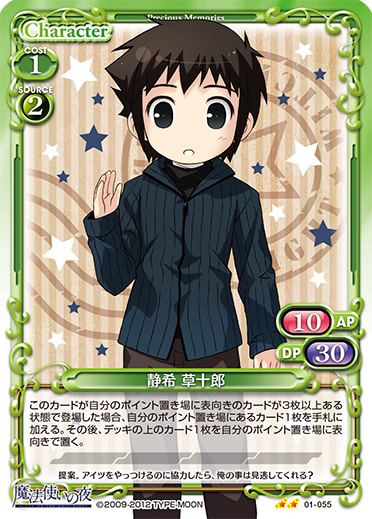 Precious Memories
Character
COST
1
SOURCE
2
10 AP
DP 30
静希 草十郎
このカードが自分のポイント置き場に表向きのカードが3枚以上ある
状態で登場した場合、自分のポイント置き場にあるカード1枚を手札に
加える。その後、デッキの上のカード1枚を自分のポイント置き場に表
向きで置く。
提案。アイツをやっつけるのに協力したら、俺の事は見逃してくれる?
魔法使いの夜
©2009-2012 TYPE-MOON
01-055